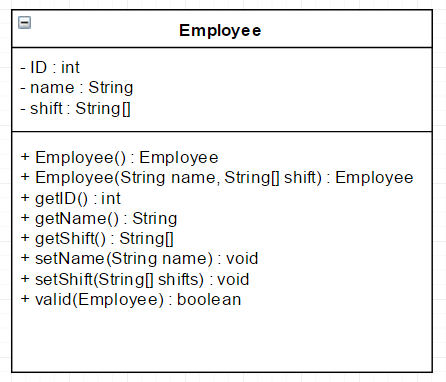 Employee
- ID : int
- name : String
- shift : String[]
+ Employee() : Employee
+ Employee(String name, String[] shift) : Employee
+ getID() : int
+ getName() : String
+ getShift() : String[]
+ setName(String name) : void
+ setShift(String[] shifts) : void
+ valid(Employee) : boolean